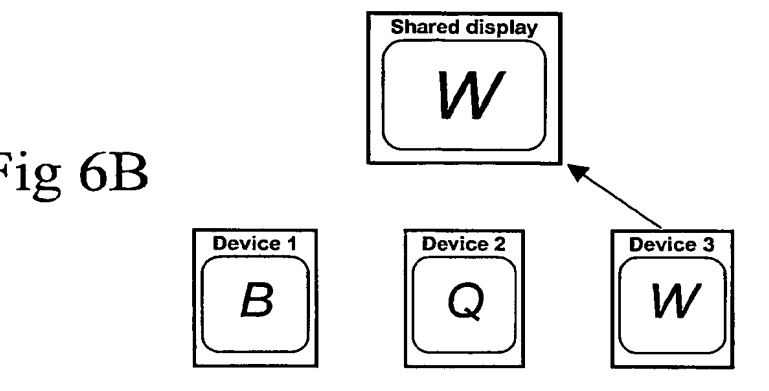 Shared display
W
Fig 6B
Device 1
Device 2
Device 3
B
Q
W